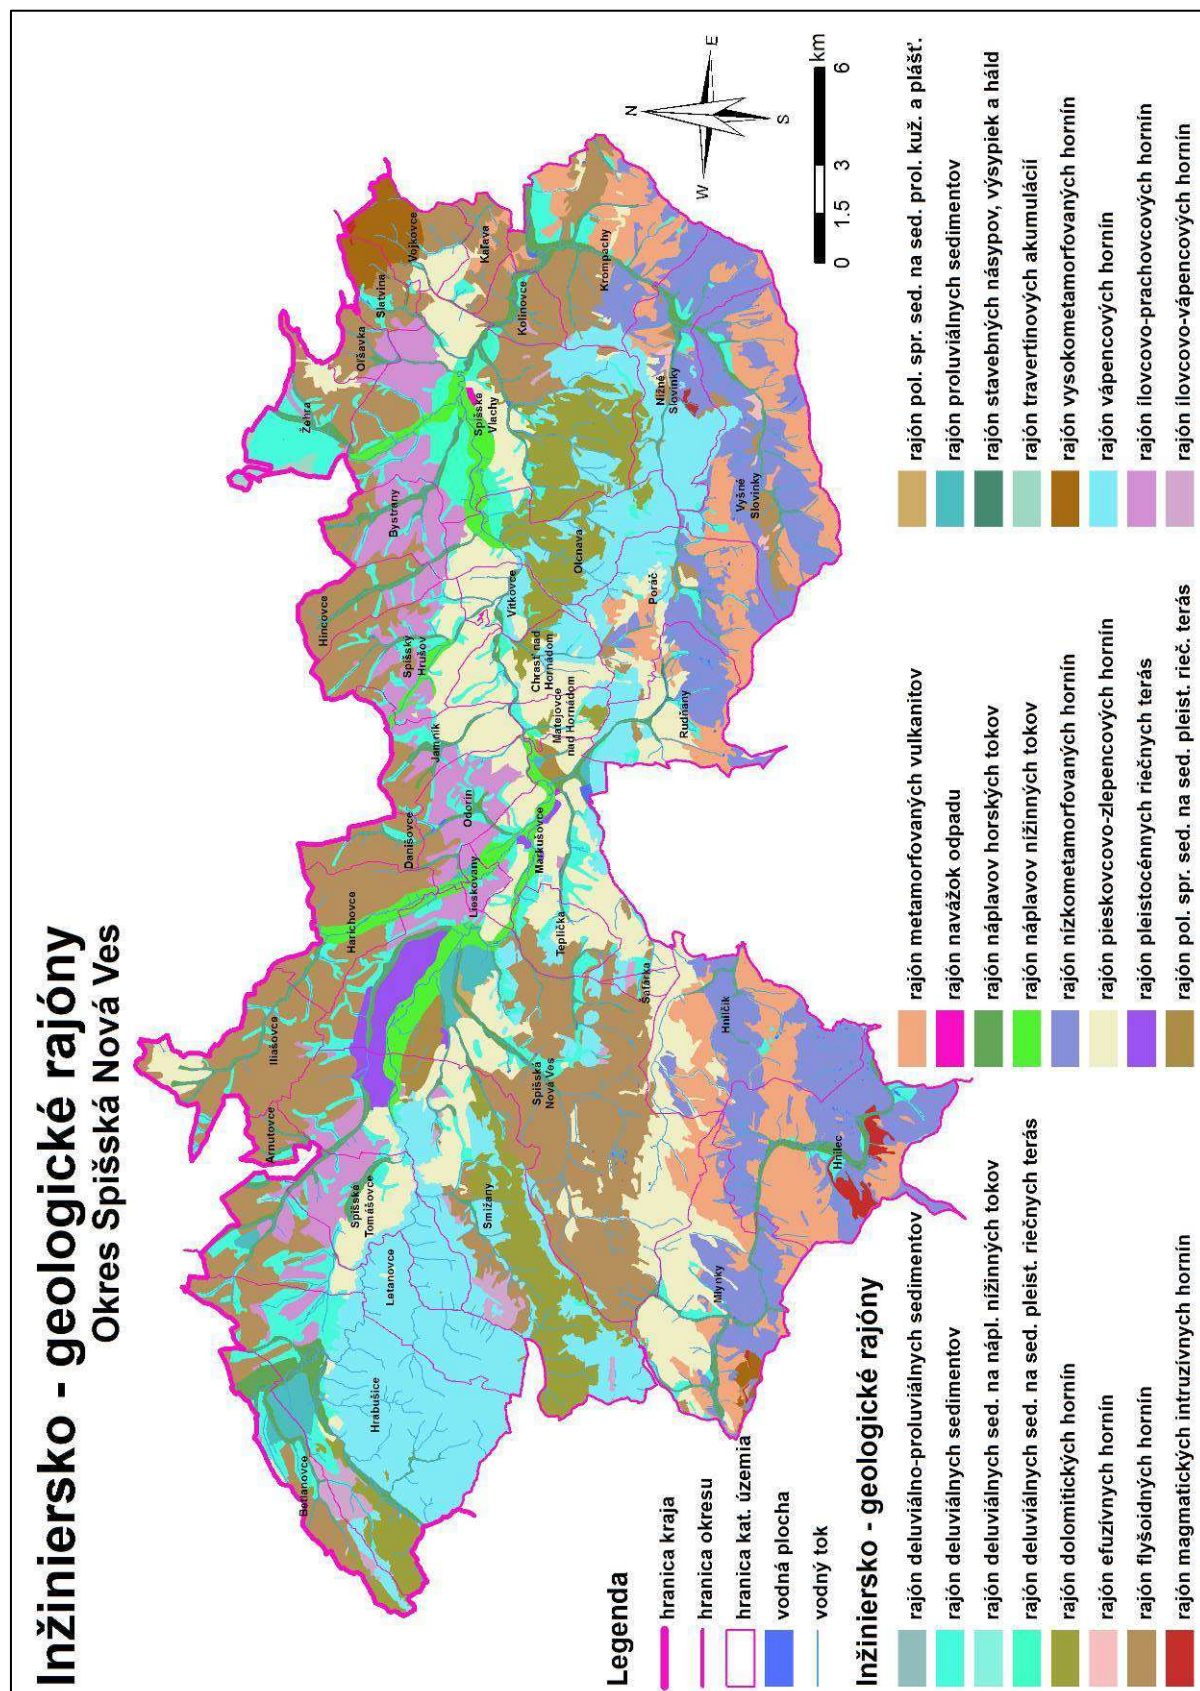 Inžiniersko - geologické rajóny
Okres Spišská Nová Ves
Betlanovce
Hrabušice
Letanovce
Spišská
Tomášovce
Arnutovce
Iliašovce
Smižany
Spišská
Nová Ves
Mlynky
Hnilec
Hnilčík
Šafárka
Teplička
Harichovce
Danišovce
Lieskovany
Odorín
Markušovce
Jamník
Matejovce
nad Hornádom
Rudňany
Chrasť nad
Hornádom
Spišský
Hrušov
Hincovce
Vítkovce
Poráč
Olcnava
Bystrany
Vyšné
Slovinky
Nižné
Slovinky
Spišské
Vlachy
Žehra
Oľšavka
Slatvina
Vojkovce
Kaľava
Kolinovce
Krompachy
N
E
S
W
0 1.5 3 6
km
Legenda
hranica kraja
hranica okresu
hranica kat. územia
vodná plocha
vodný tok
Inžiniersko - geologické rajóny
rajón deluviálno-proluviálnych sedimentov
rajón deluviálnych sedimentov
rajón deluviálnych sed. na nápl. nížinných tokov
rajón deluviálnych sed. na sed. pleist. riečnych terás
rajón dolomitických hornín
rajón efuzívnych hornín
rajón flyšoidných hornín
rajón magmatických intruzívnych hornín
rajón metamorfovaných vulkanitov
rajón navážok odpadu
rajón náplavov horských tokov
rajón náplavov nížinných tokov
rajón nízkometamorfovaných hornín
rajón pieskovcovo-zlepencových hornín
rajón pleistocénnych riečnych terás
rajón pol. spr. sed. na sed. pleist. rieč. terás
rajón pol. spr. sed. na sed. prol. kuž. a plášť.
rajón proluviálnych sedimentov
rajón stavebných násypov, výsypiek a háld
rajón travertínových akumulácií
rajón vysokometamorfovaných hornín
rajón vápencových hornín
rajón ílovcovo-prachovcových hornín
rajón ílovcovo-vápencových hornín